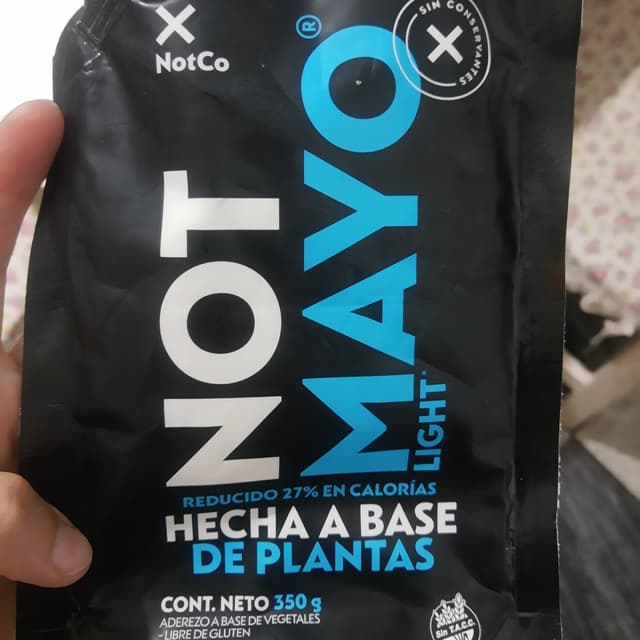 NotCo
SIN CONSERVANTES
NOT
MAYO®
LIGHT*
REDUCIDO 27% EN CALORÍAS
HECHA A BASE
DE PLANTAS
CONT. NETO 350 g
ADEREZO A BASE DE VEGETALES
- LIBRE DE GLUTEN
Sin T.A.C.C.